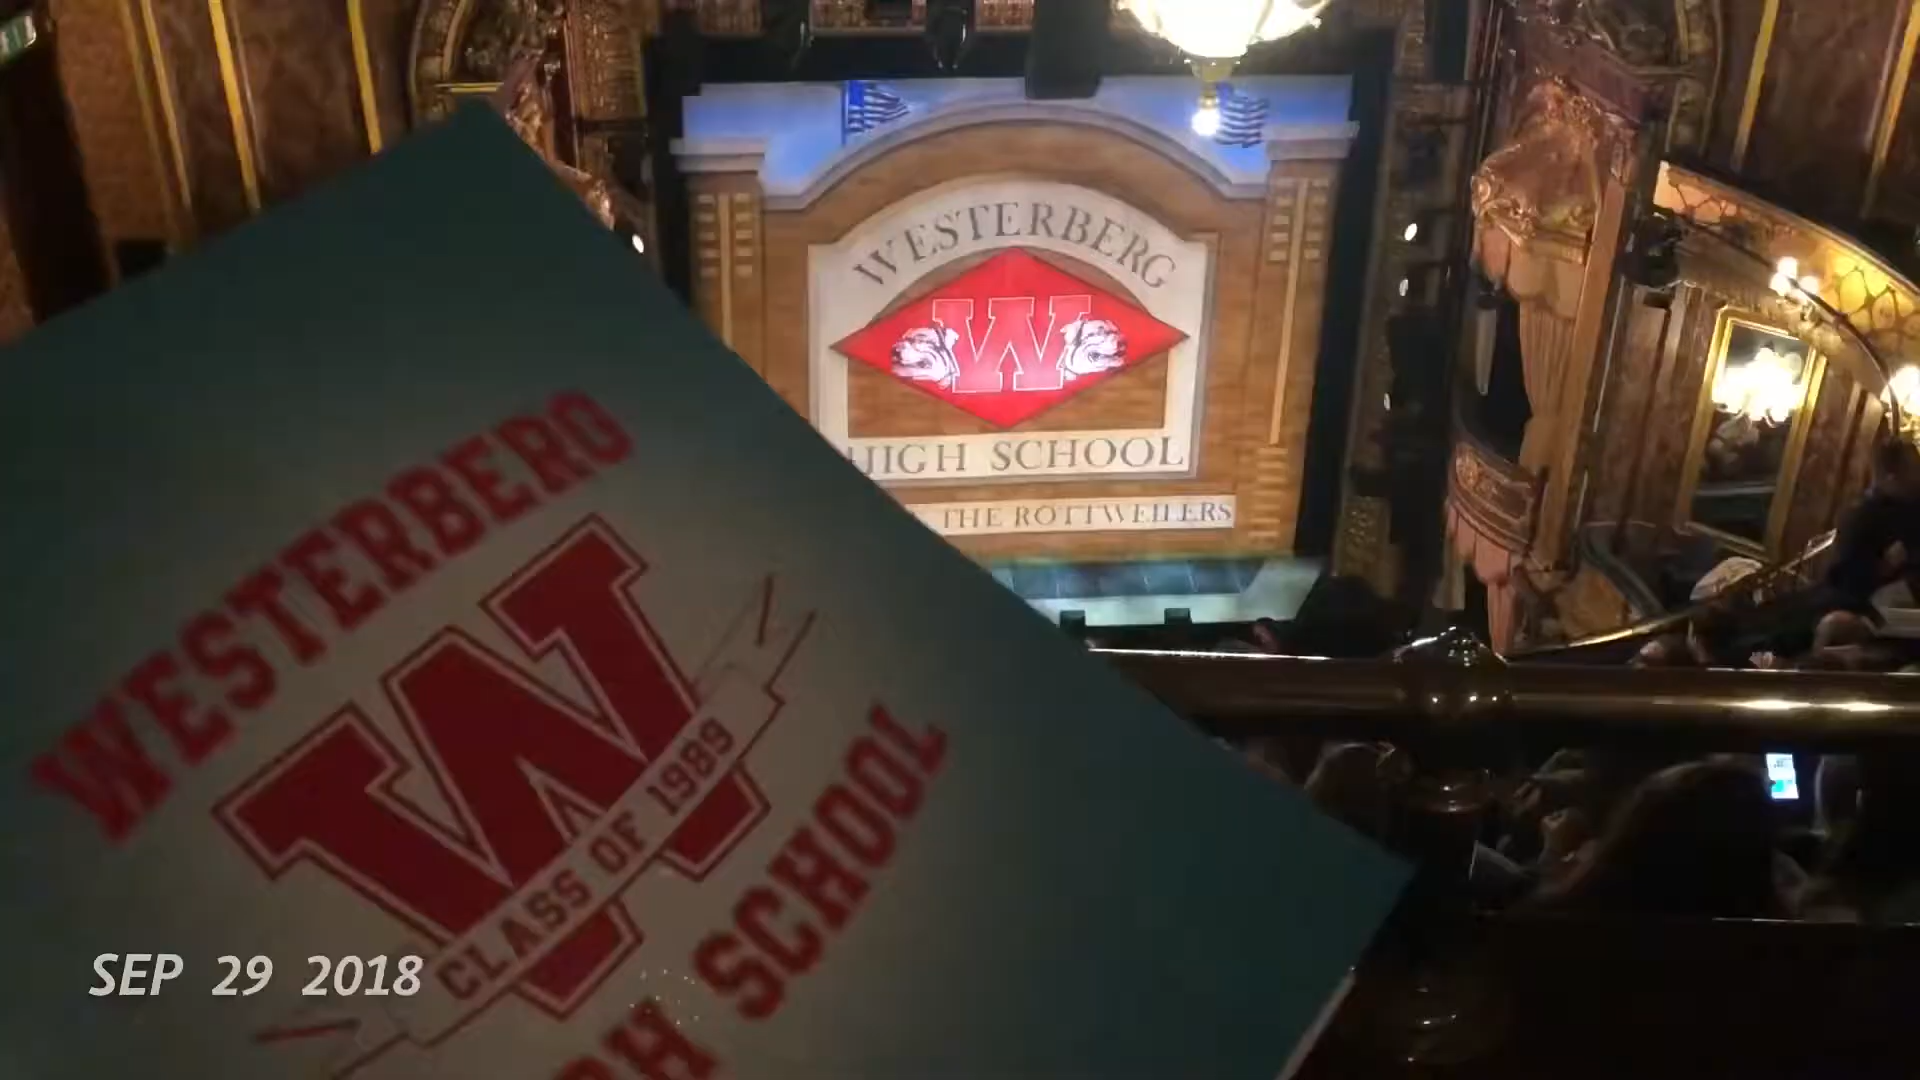 WESTERBERG
W
HIGH SCHOOL
THE ROTTWEILERS
WESTERBERG
W
CLASS OF 1989
SCHOOL
SEP 29 2018